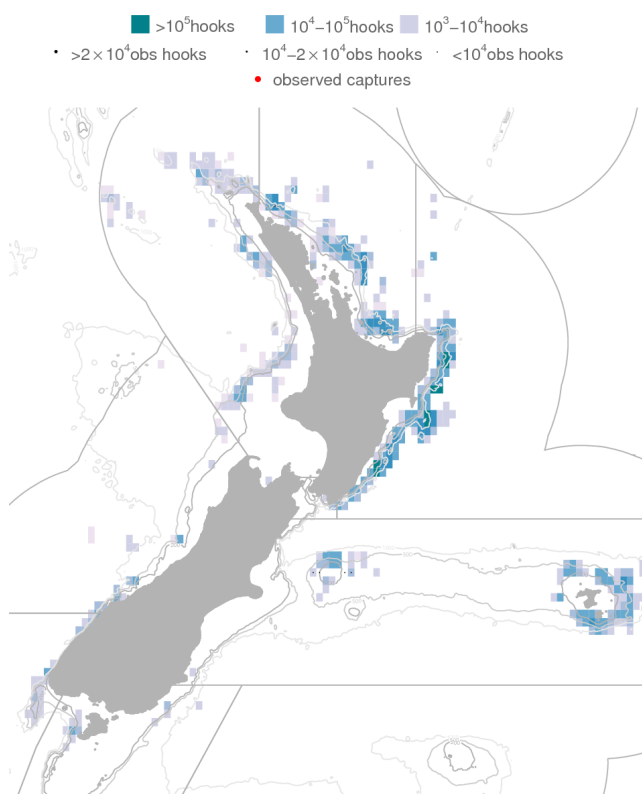 >10⁵hooks 10⁴–10⁵hooks 10³–10⁴hooks
>2×10⁴obs hooks 10⁴–2×10⁴obs hooks <10⁴obs hooks
observed captures